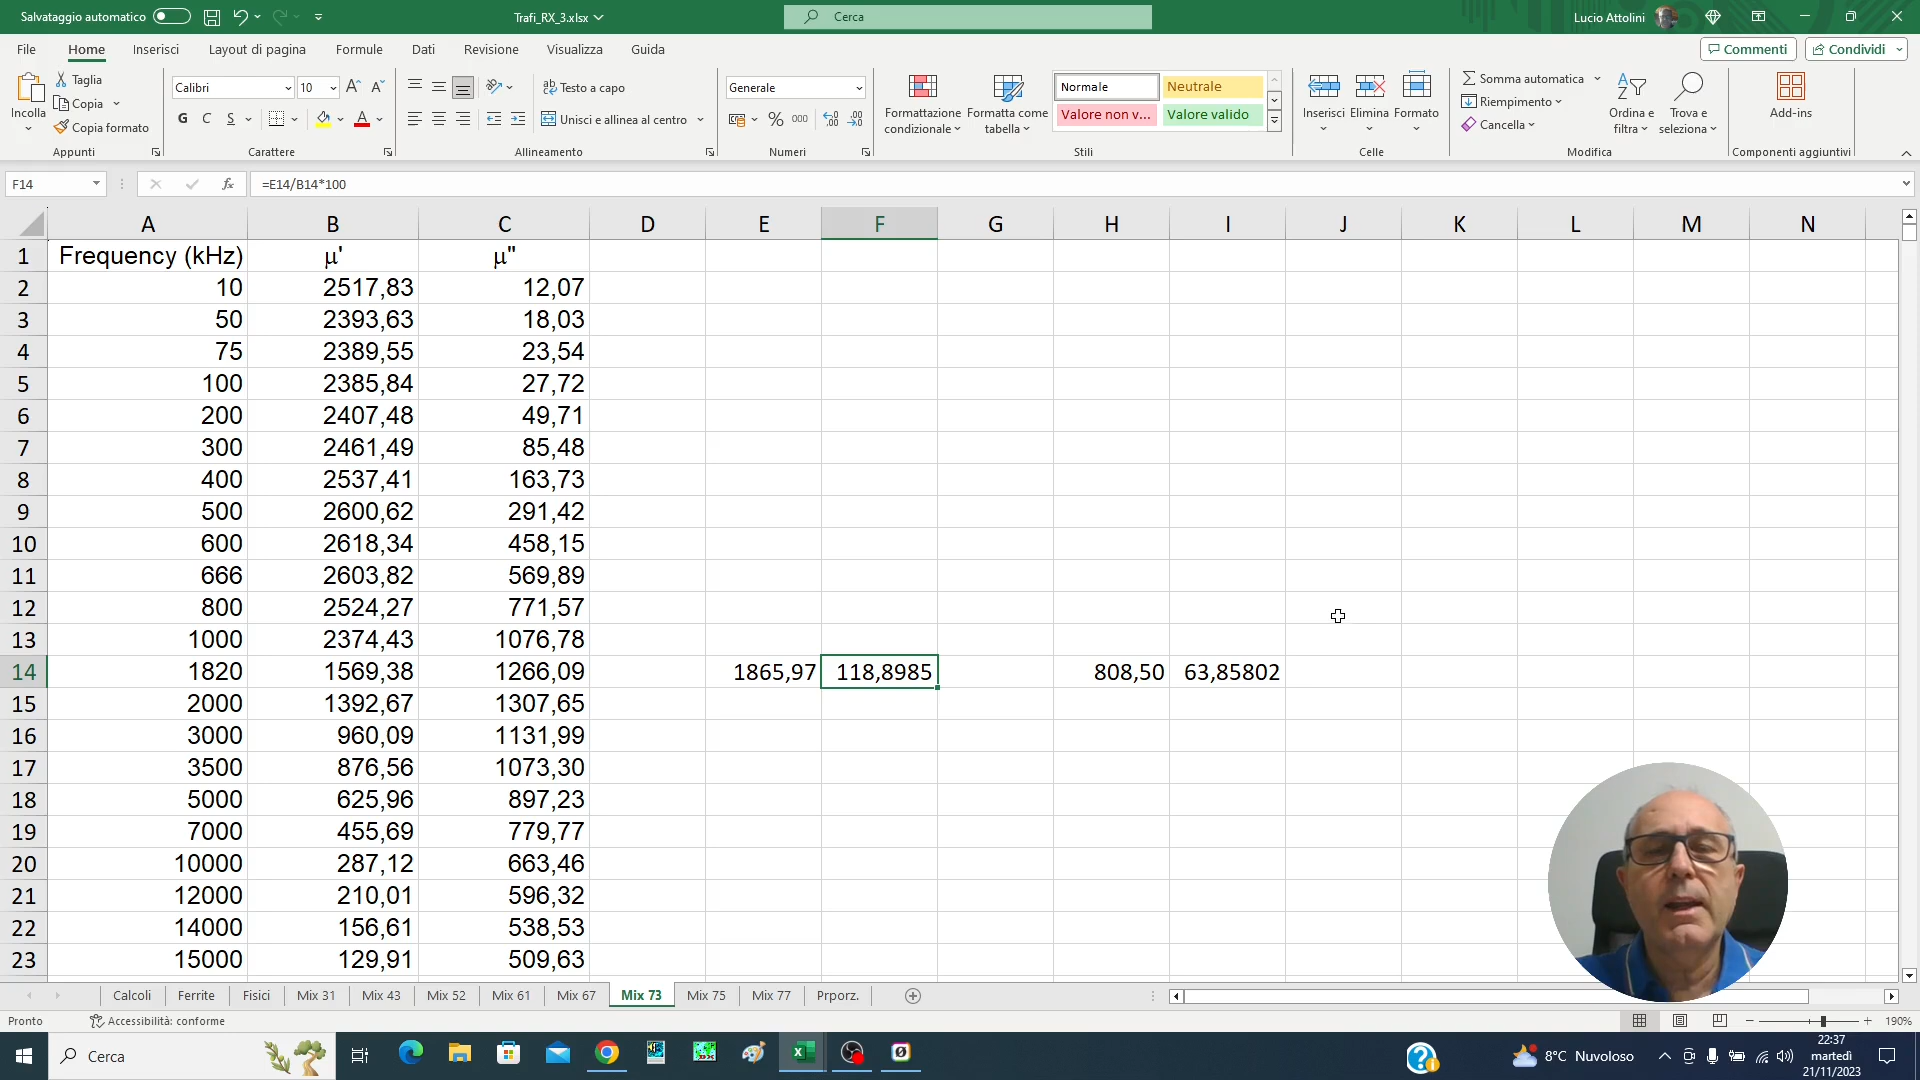 Salvataggio automatico
Trafi_RX_3.xlsx
Cerca
Lucio Attolini
File Home Inserisci Layout di pagina Formule Dati Revisione Visualizza Guida
Commenti Condividi
Incolla
Taglia
Copia
Copia formato
Appunti
Calibri 10
G C S
Carattere
Testo a capo
Unisci e allinea al centro
Allineamento
Generale
% 000
Numeri
Formattazione condizionale
Formatta come tabella
Normale Neutrale
Valore non v... Valore valido
Stili
Inserisci Elimina Formato
Celle
Somma automatica
Riempimento
Cancella
Ordina e filtra
Trova e seleziona
Modifica
Add-ins
Componenti aggiuntivi
F14 fx =E14/B14*100
A B C D E F G H I J K L M N
1 Frequency (kHz) µ' µ"
2 10 2517,83 12,07
3 50 2393,63 18,03
4 75 2389,55 23,54
5 100 2385,84 27,72
6 200 2407,48 49,71
7 300 2461,49 85,48
8 400 2537,41 163,73
9 500 2600,62 291,42
10 600 2618,34 458,15
11 666 2603,82 569,89
12 800 2524,27 771,57
13 1000 2374,43 1076,78
14 1820 1569,38 1266,09 1865,97 118,8985 808,50 63,85802
15 2000 1392,67 1307,65
16 3000 960,09 1131,99
17 3500 876,56 1073,30
18 5000 625,96 897,23
19 7000 455,69 779,77
20 10000 287,12 663,46
21 12000 210,01 596,32
22 14000 156,61 538,53
23 15000 129,91 509,63
Calcoli Ferrite Fisici Mix 31 Mix 43 Mix 52 Mix 61 Mix 67 Mix 73 Mix 75 Mix 77 Prporz.
Pronto Accessibilità: conforme 190%
Cerca
8°C Nuvoloso
22:37
martedì
21/11/2023